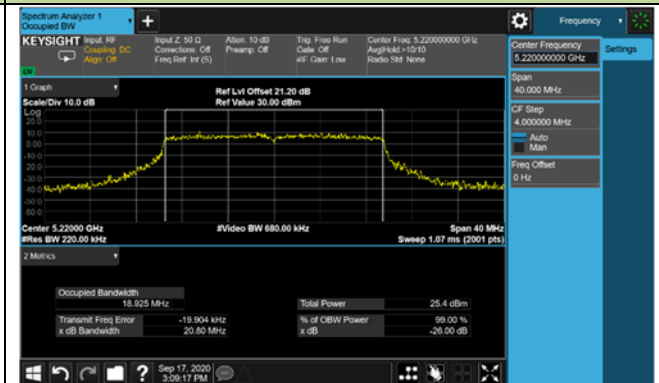 Spectrum Analyzer 1
Occupied BW
+
Frequency
KEYSIGHT
Input: RF
Coupling: DC
Align: Off
Input Z: 50 Ω
Corrections: Off
Freq Ref: Int (S)
Atten: 10 dB
Preamp: Off
Trig: Free Run
Gate: Off
#IF Gain: Low
Center Freq: 5.220000000 GHz
Avg|Hold:>10/10
Radio Std: None
Center Frequency
5.220000000 GHz
Settings
Span
40.000 MHz
CF Step
4.000000 MHz
Auto
Man
Freq Offset
0 Hz
1 Graph
Scale/Div 10.0 dB
Ref Lvl Offset 21.20 dB
Ref Value 30.00 dBm
Log
20.0
10.0
0.00
-10.0
-20.0
-30.0
-40.0
-50.0
-60.0
Center 5.22000 GHz
#Res BW 220.00 kHz
#Video BW 680.00 kHz
Span 40 MHz
Sweep 1.07 ms (2001 pts)
2 Metrics
Occupied Bandwidth
18.925 MHz
Total Power 25.4 dBm
Transmit Freq Error -19.904 kHz
% of OBW Power 99.00 %
x dB Bandwidth 20.80 MHz
x dB -26.00 dB
?
Sep 17, 2020
3:09:17 PM